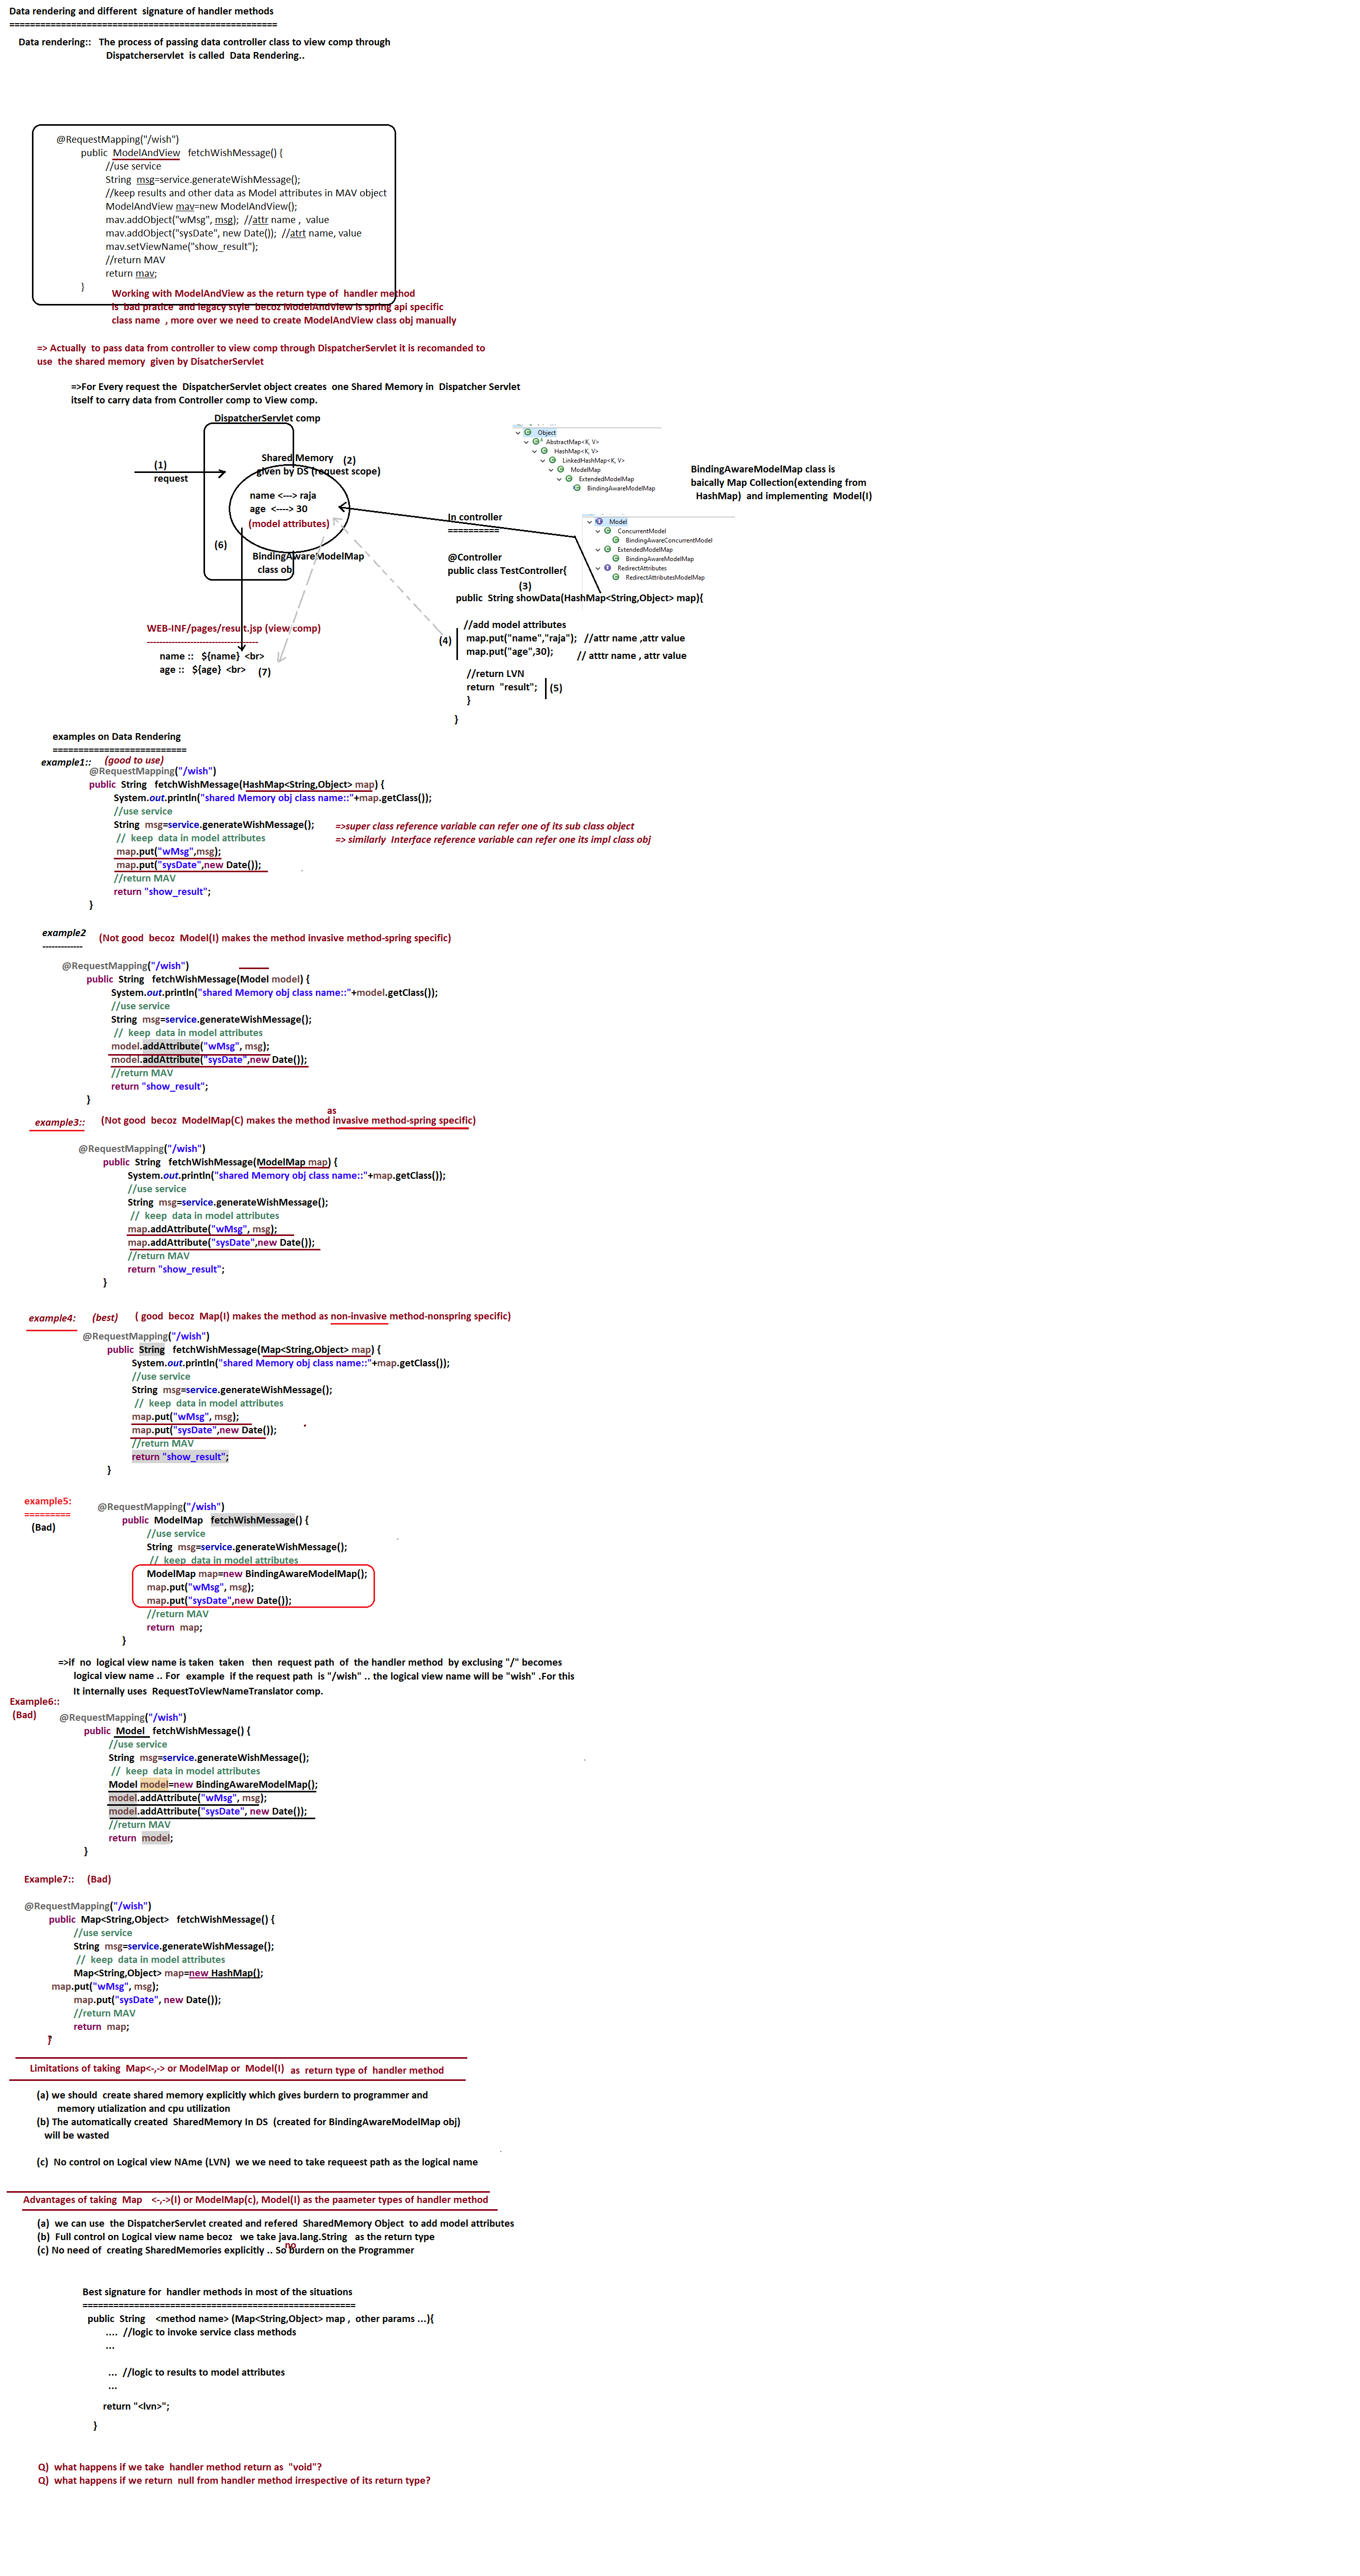 Data rendering and different  signature of handler methods
====================================================
Data rendering::   The process of passing data controller class to view comp through
Dispatcherservlet  is called  Data Rendering..
@RequestMapping("/wish")
public  ModelAndView   fetchWishMessage() {
//use service
String  msg=service.generateWishMessage();
//keep results and other data as Model attributes in MAV object
ModelAndView mav=new ModelAndView();
mav.addObject("wMsg", msg);  //attr name ,  value
mav.addObject("sysDate", new Date());  //atrt name, value
mav.setViewName("show_result");
//return MAV
return mav;
}
Working with ModelAndView as the return type of  handler method
is  bad pratice  and legacy style  becoz ModelAndView is spring api specific
class name  , more over we need to create ModelAndView class obj manually
=> Actually  to pass data from controller to view comp through DispatcherServlet it is recomanded to
use  the shared memory  given by DisatcherServlet
=>For Every request the  DispatcherServlet object creates  one Shared Memory in  Dispatcher Servlet
itself to carry data from Controller comp to View comp.
DispatcherServlet comp
(1)
request
Shared Memory
(2)
given by DS (request scope)
name <---> raja
age  <----> 30
(model attributes)
(6)
BindingAwareModelMap
class ob
Object
AbstractMap<K, V>
HashMap<K, V>
LinkedHashMap<K, V>
ModelMap
ExtendedModelMap
BindingAwareModelMap
BindingAwareModelMap class is
baically Map Collection(extending from
HashMap)  and implementing  Model(I)
Model
ConcurrentModel
BindingAwareConcurrentModel
ExtendedModelMap
BindingAwareModelMap
RedirectAttributes
RedirectAttributesModelMap
In controller
==========
@Controller
public class TestController{
(3)
public  String showData(HashMap<String,Object> map){
//add model attributes
(4)
map.put("name","raja");   //attr name ,attr value
map.put("age",30);         // atttr name , attr value
//return LVN
return  "result";
(5)
}
}
WEB-INF/pages/result.jsp (view comp)
-----------------------------------
name ::   ${name}  <br>
age ::   ${age}  <br>
(7)
examples on Data Rendering
==========================
example1::
(good to use)
@RequestMapping("/wish")
public  String   fetchWishMessage(HashMap<String,Object> map) {
System.out.println("shared Memory obj class name::"+map.getClass());
//use service
String  msg=service.generateWishMessage();
=>super class reference variable can refer one of its sub class object
//  keep  data in model attributes
=> similarly  Interface reference variable can refer one its impl class obj
map.put("wMsg",msg);
map.put("sysDate",new Date());
//return MAV
return "show_result";
}
example2
-------------
(Not good  becoz  Model(I) makes the method invasive method-spring specific)
@RequestMapping("/wish")
public  String   fetchWishMessage(Model model) {
System.out.println("shared Memory obj class name::"+model.getClass());
//use service
String  msg=service.generateWishMessage();
//  keep  data in model attributes
model.addAttribute("wMsg", msg);
model.addAttribute("sysDate",new Date());
//return MAV
return "show_result";
}
as
example3::
(Not good  becoz  ModelMap(C) makes the method invasive method-spring specific)
@RequestMapping("/wish")
public  String   fetchWishMessage(ModelMap map) {
System.out.println("shared Memory obj class name::"+map.getClass());
//use service
String  msg=service.generateWishMessage();
//  keep  data in model attributes
map.addAttribute("wMsg", msg);
map.addAttribute("sysDate",new Date());
//return MAV
return "show_result";
}
example4:
(best)
( good  becoz  Map(I) makes the method as non-invasive method-nonspring specific)
@RequestMapping("/wish")
public  String   fetchWishMessage(Map<String,Object> map) {
System.out.println("shared Memory obj class name::"+map.getClass());
//use service
String  msg=service.generateWishMessage();
//  keep  data in model attributes
map.put("wMsg", msg);
map.put("sysDate",new Date());
//return MAV
return "show_result";
}
example5:
=========
(Bad)
@RequestMapping("/wish")
public  ModelMap   fetchWishMessage() {
//use service
String  msg=service.generateWishMessage();
//  keep  data in model attributes
ModelMap map=new BindingAwareModelMap();
map.put("wMsg", msg);
map.put("sysDate",new Date());
//return MAV
return  map;
}
=>if  no  logical view name is taken  taken   then  request path  of  the handler method  by exclusing "/" becomes
logical view name .. For  example  if the request path  is "/wish" .. the logical view name will be "wish" .For this
It internally uses  RequestToViewNameTranslator comp.
Example6::
(Bad)
@RequestMapping("/wish")
public  Model   fetchWishMessage() {
//use service
String  msg=service.generateWishMessage();
//  keep  data in model attributes
Model model=new BindingAwareModelMap();
model.addAttribute("wMsg", msg);
model.addAttribute("sysDate", new Date());
//return MAV
return  model;
}
Example7::
(Bad)
@RequestMapping("/wish")
public  Map<String,Object>   fetchWishMessage() {
//use service
String  msg=service.generateWishMessage();
//  keep  data in model attributes
Map<String,Object> map=new HashMap();
map.put("wMsg", msg);
map.put("sysDate", new Date());
//return MAV
return  map;
}
Limitations of taking  Map<-,-> or ModelMap or  Model(I)  as  return type of  handler method
(a) we should  create shared memory explicitly which gives burdern to programmer and
memory utialization and cpu utilization
(b) The automatically created  SharedMemory In DS  (created for BindingAwareModelMap obj)
will be wasted
(c)  No control on Logical view NAme (LVN)  we we need to take requeest path as the logical name
Advantages of taking  Map   <-,->(I) or ModelMap(c), Model(I) as the paameter types of handler method
(a)  we can use  the DispatcherServlet created and refered  SharedMemory Object  to add model attributes
(b)  Full control on Logical view name becoz   we take java.lang.String   as the return type
no
(c) No need of  creating SharedMemories explicitly .. So burdern on the Programmer
Best signature for  handler methods in most of the situations
=====================================================
public  String    <method name> (Map<String,Object> map ,  other params ...){
....  //logic to invoke service class methods
...
...  //logic to results to model attributes
...
return "<lvn>";
}
Q)  what happens if we take  handler method return as  "void"?
Q)  what happens if we return  null from handler method irrespective of its return type?